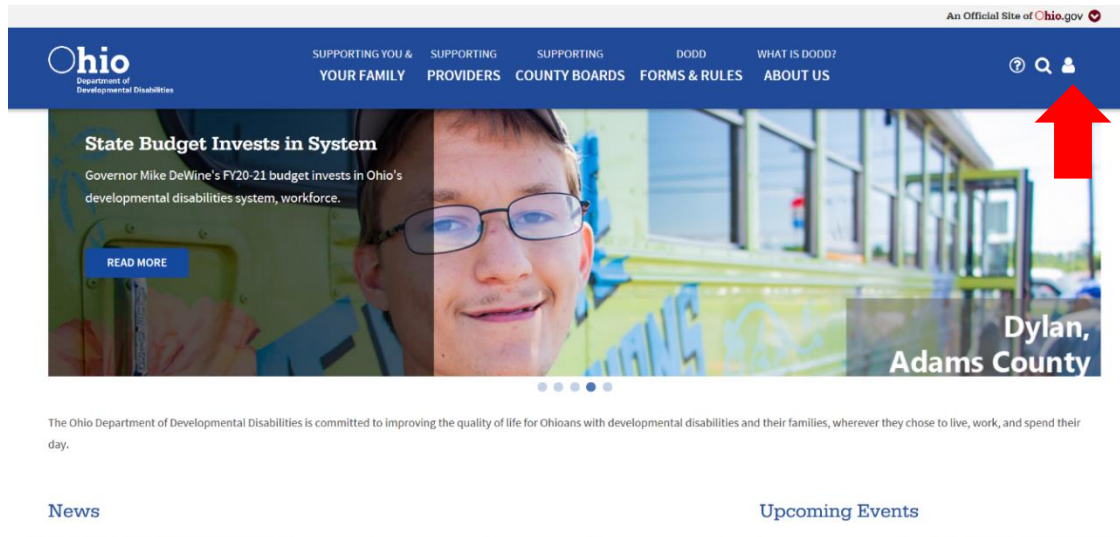 An Official Site of Ohio.gov
Ohio
Department of
Developmental Disabilities
SUPPORTING YOU &
YOUR FAMILY
SUPPORTING
PROVIDERS
SUPPORTING
COUNTY BOARDS
DODD
FORMS & RULES
WHAT IS DODD?
ABOUT US
State Budget Invests in System
Governor Mike DeWine's FY20-21 budget invests in Ohio's
developmental disabilities system, workforce.
READ MORE
Dylan,
Adams County
The Ohio Department of Developmental Disabilities is committed to improving the quality of life for Ohioans with developmental disabilities and their families, wherever they chose to live, work, and spend their
day.
News
Upcoming Events